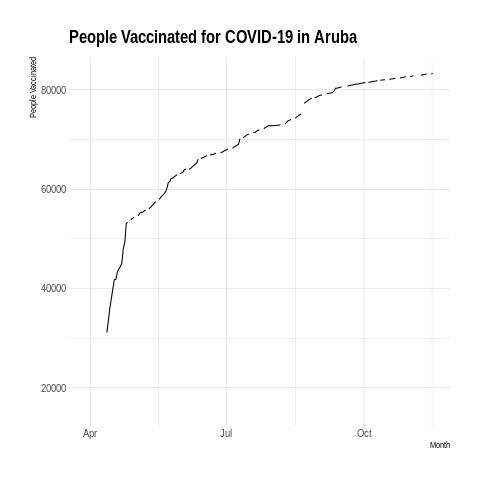 People Vaccinated for COVID-19 in Aruba
People Vaccinated
80000
60000
40000
20000
Apr
Jul
Oct
Month